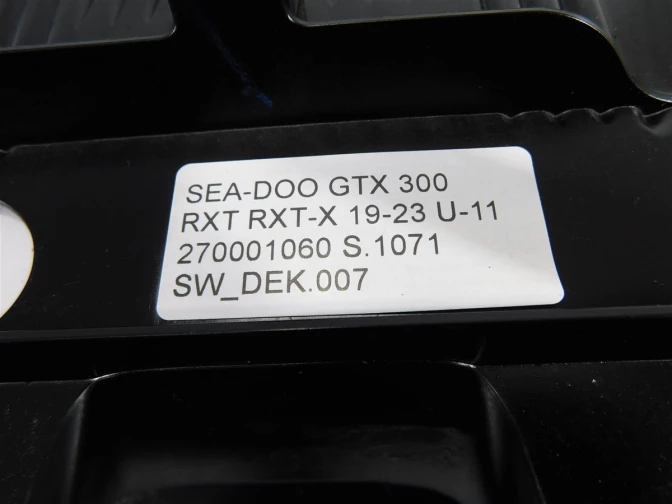 SEA-DOO GTX 300
RXT RXT-X 19-23 U-11
270001060 S.1071
SW_DEK.007